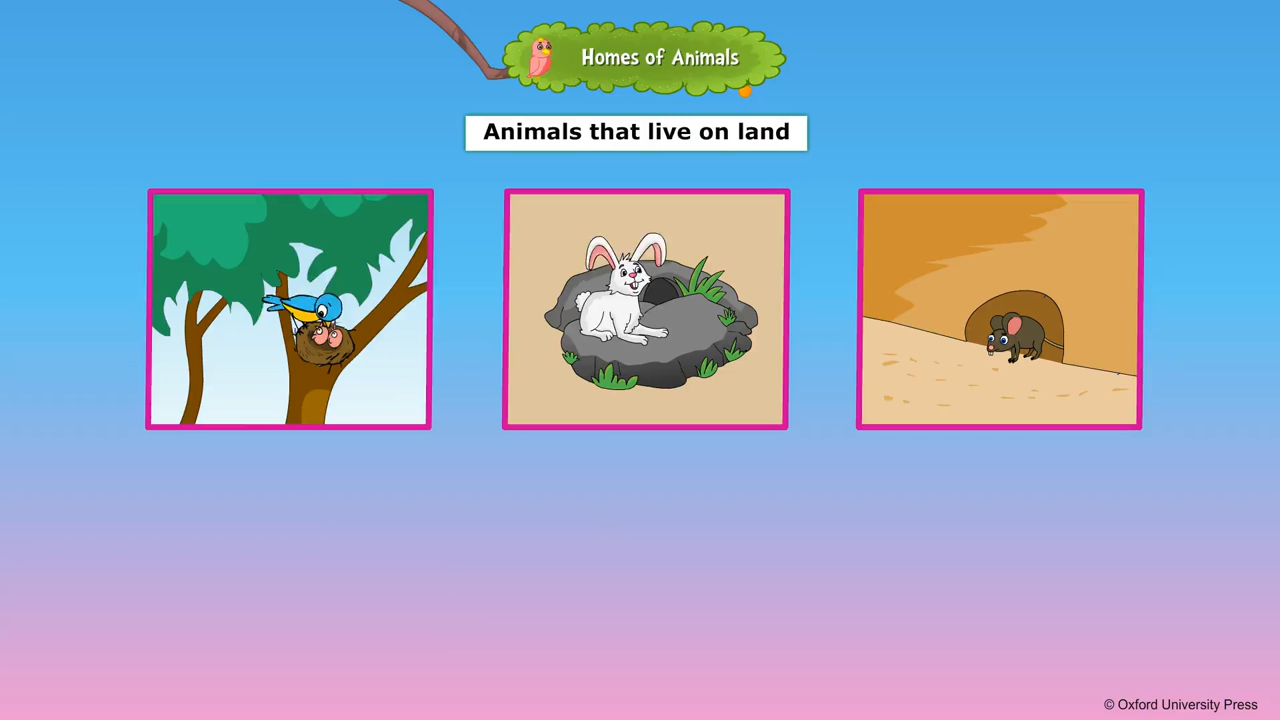 Homes of Animals
Animals that live on land
© Oxford University Press